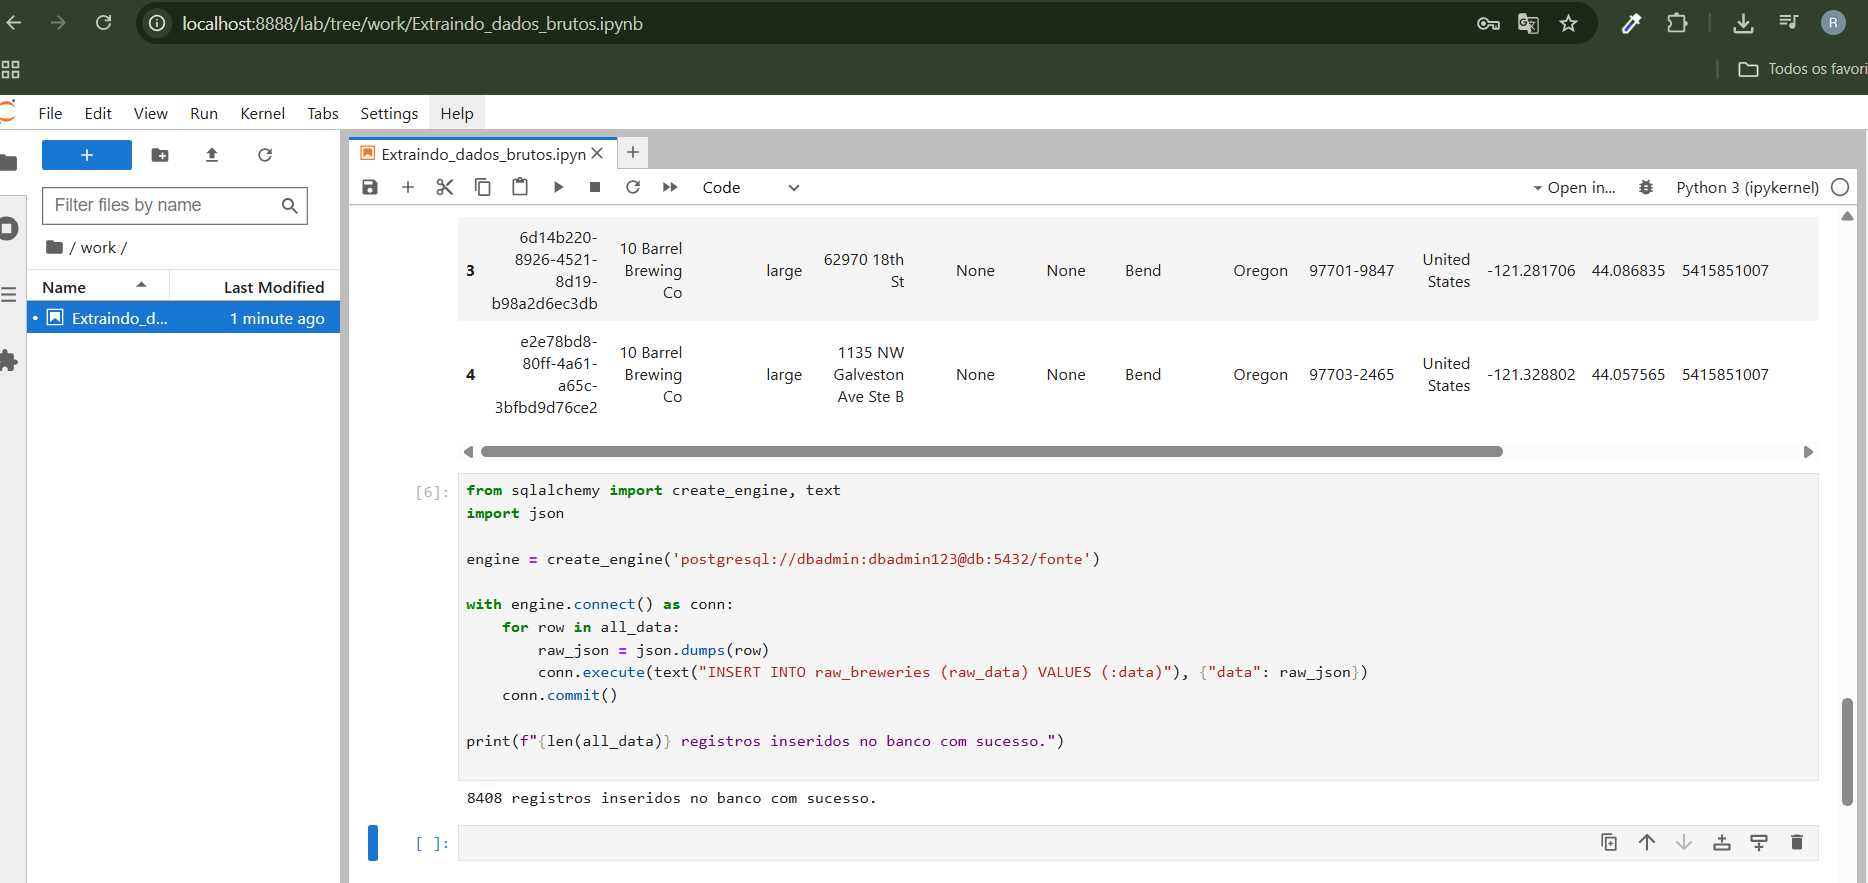 localhost:8888/lab/tree/work/Extraindo_dados_brutos.ipynb
R
Todos os favori
File Edit View Run Kernel Tabs Settings Help
Extraindo_dados_brutos.ipyn
Code
Open in...
Python 3 (ipykernel)
Filter files by name
/ work /
Name
Last Modified
Extraindo_d...
1 minute ago
3 6d14b220-8926-4521-8d19-b98a2d6ec3db 10 Barrel Brewing Co large 62970 18th St None None Bend Oregon 97701-9847 United States -121.281706 44.086835 5415851007
4 e2e78bd8-80ff-4a61-a65c-3bfbd9d76ce2 10 Barrel Brewing Co large 1135 NW Galveston Ave Ste B None None Bend Oregon 97703-2465 United States -121.328802 44.057565 5415851007
[6]:
from sqlalchemy import create_engine, text
import json
engine = create_engine('postgresql://dbadmin:dbadmin123@db:5432/fonte')
with engine.connect() as conn:
    for row in all_data:
        raw_json = json.dumps(row)
        conn.execute(text("INSERT INTO raw_breweries (raw_data) VALUES (:data)"), {"data": raw_json})
    conn.commit()
print(f"{len(all_data)} registros inseridos no banco com sucesso.")
8408 registros inseridos no banco com sucesso.
[ ]: